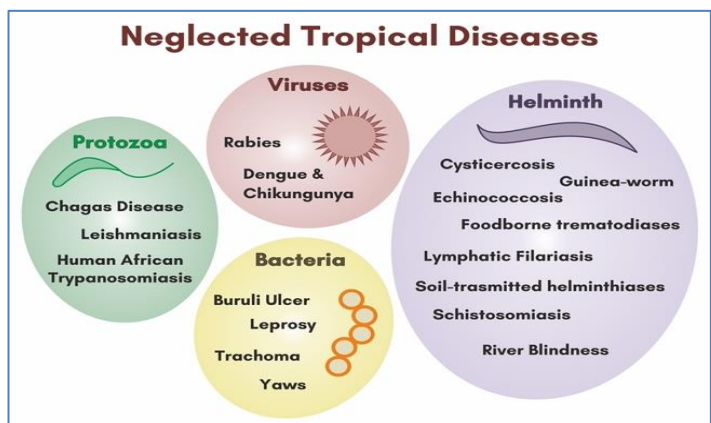 Neglected Tropical Diseases
Protozoa
Chagas Disease
Leishmaniasis
Human African
Trypanosomiasis
Viruses
Rabies
Dengue &
Chikungunya
Bacteria
Buruli Ulcer
Leprosy
Trachoma
Yaws
Helminth
Cysticercosis
Guinea-worm
Echinococcosis
Foodborne trematodiases
Lymphatic Filariasis
Soil-trasmitted helminthiases
Schistosomiasis
River Blindness